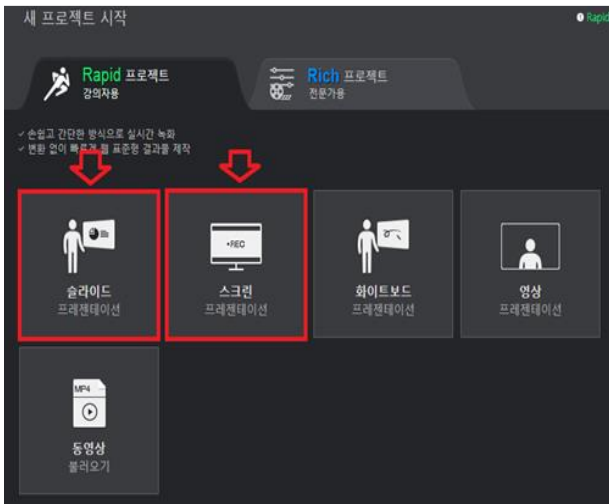 새 프로젝트 시작
Rapid
Rapid 프로젝트
강의자용
Rich 프로젝트
전문가용
✓ 손쉽고 간단한 방식으로 실시간 녹화
✓ 변환 없이 빠르게 웹 표준형 결과물 제작
•REC
슬라이드
프레젠테이션
스크린
프레젠테이션
화이트보드
프레젠테이션
영상
프레젠테이션
MP4
동영상
불러오기